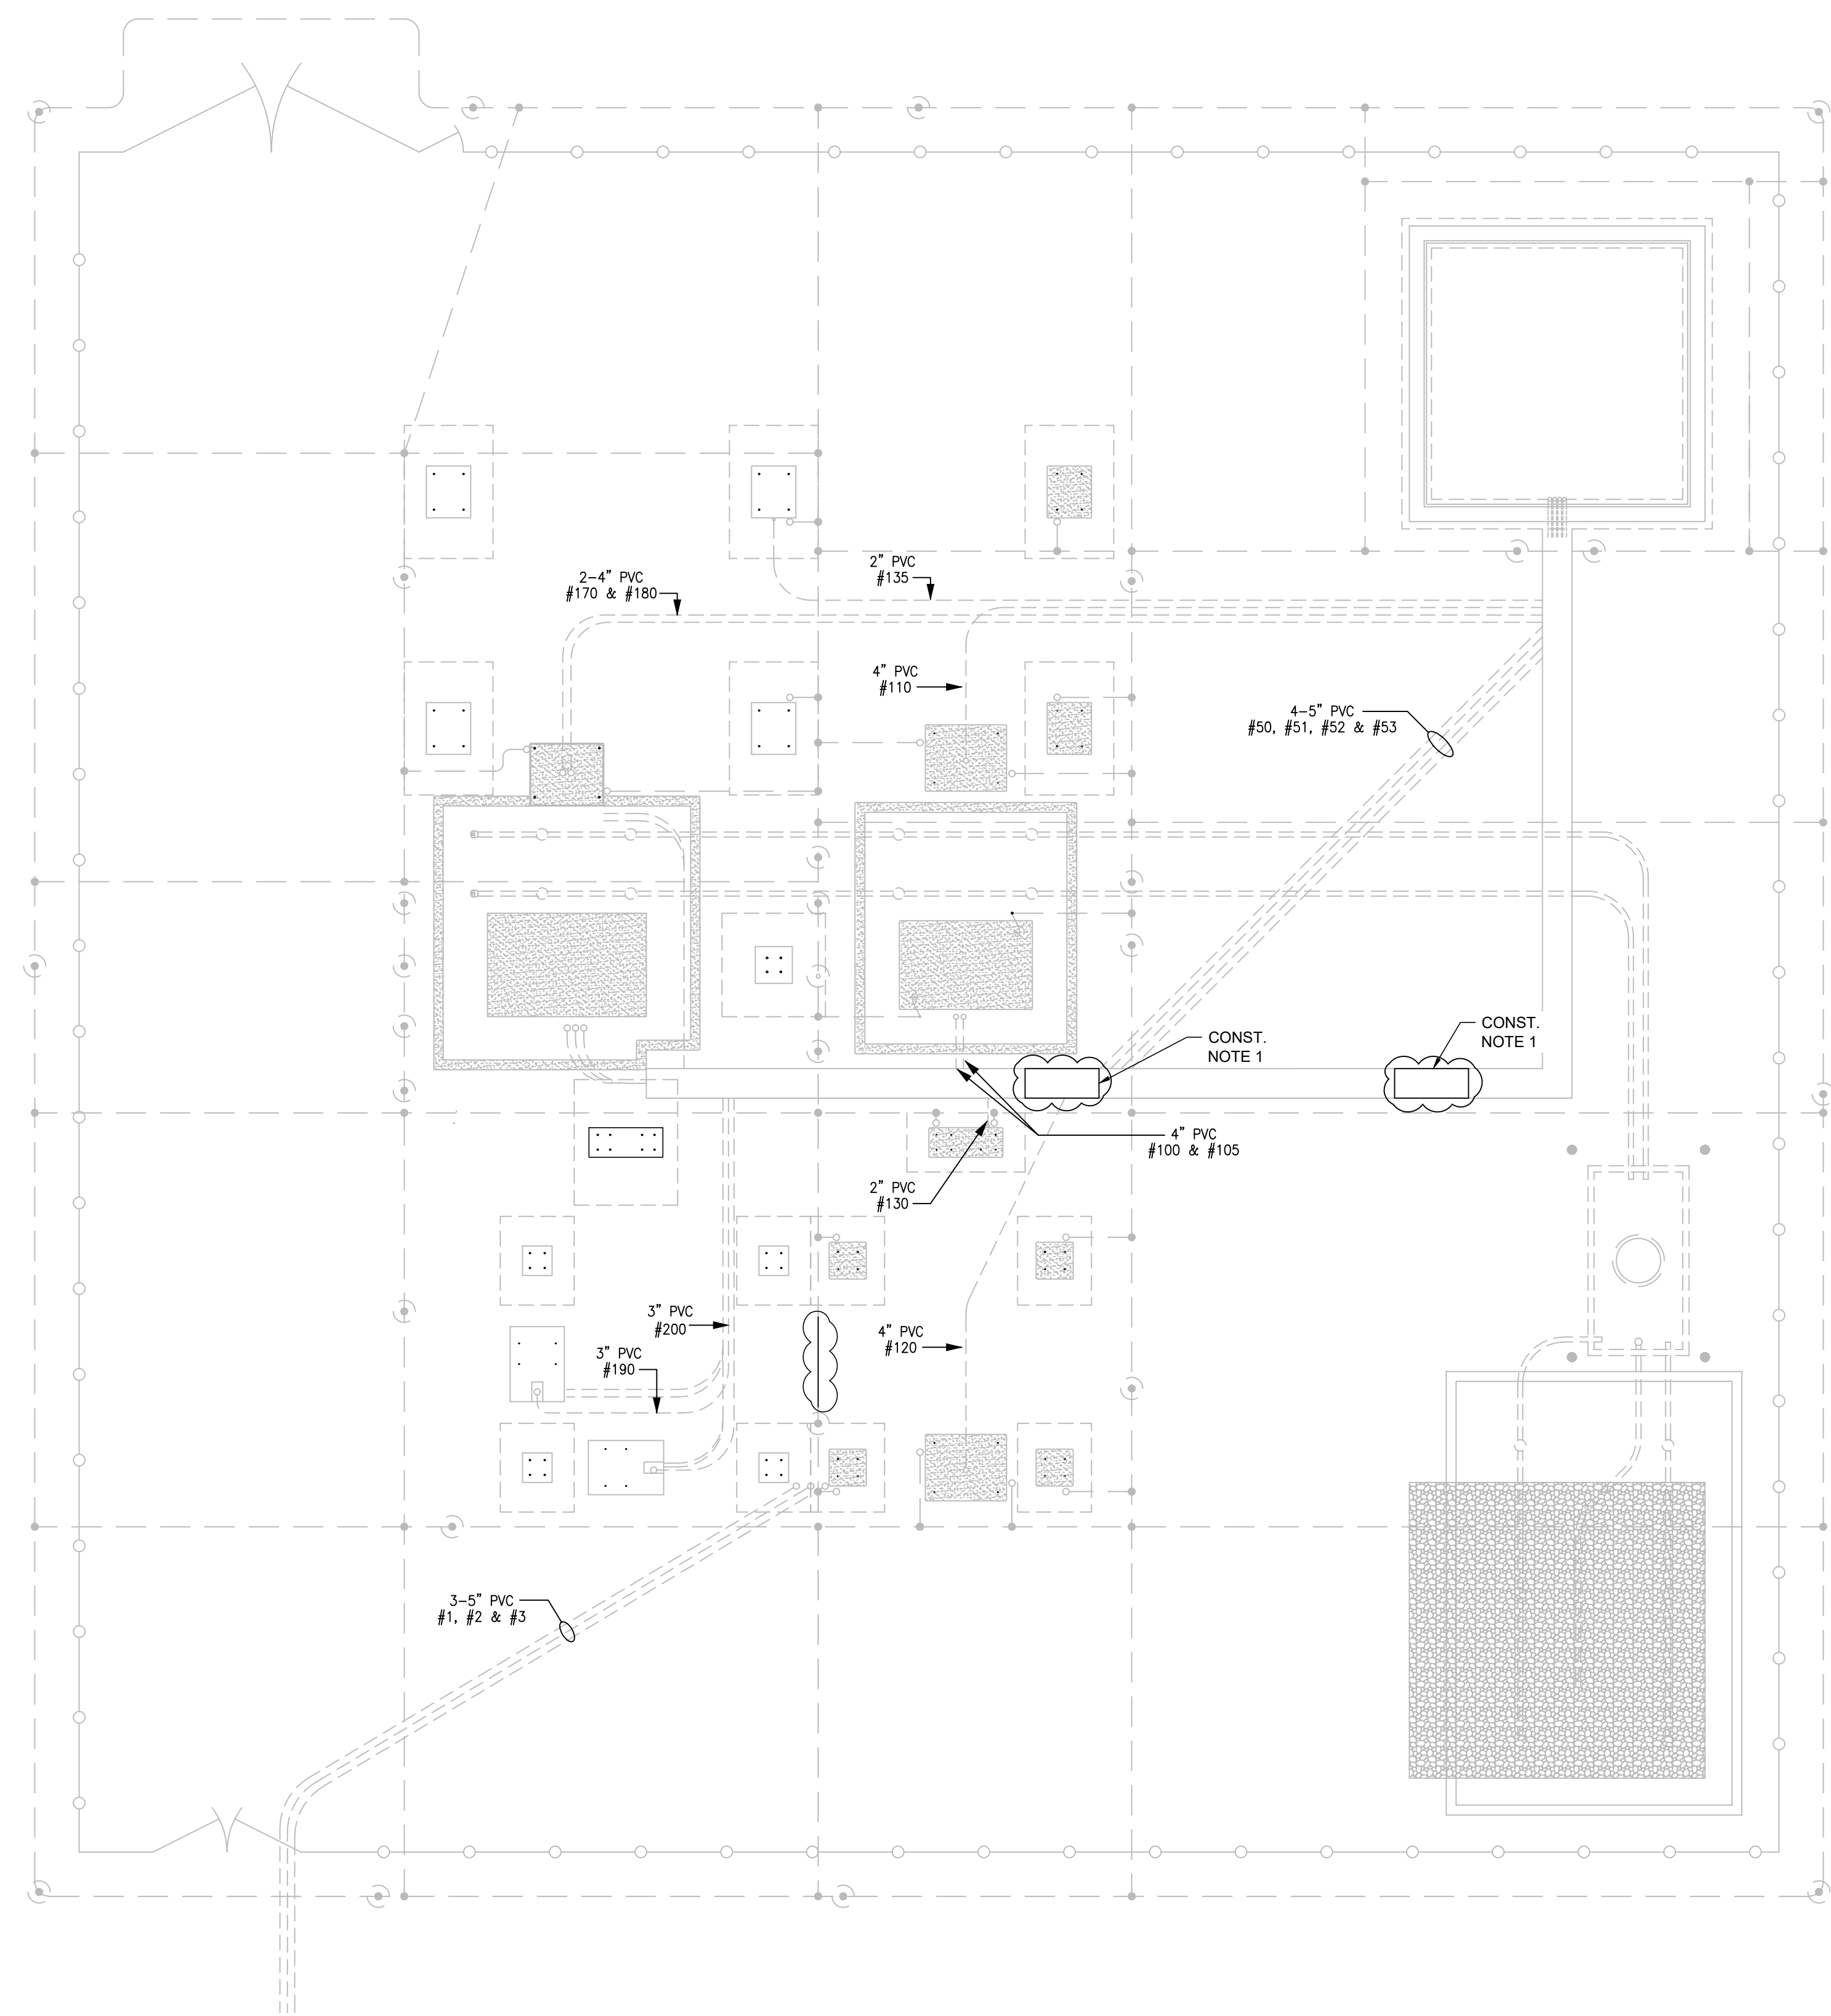 2" PVC
#135
2-4" PVC
#170 & #180
4" PVC
#110
4-5" PVC
#50, #51, #52 & #53
CONST.
NOTE 1
CONST.
NOTE 1
4" PVC
#100 & #105
2" PVC
#130
3" PVC
#200
4" PVC
#120
3" PVC
#190
3-5" PVC
#1, #2 & #3